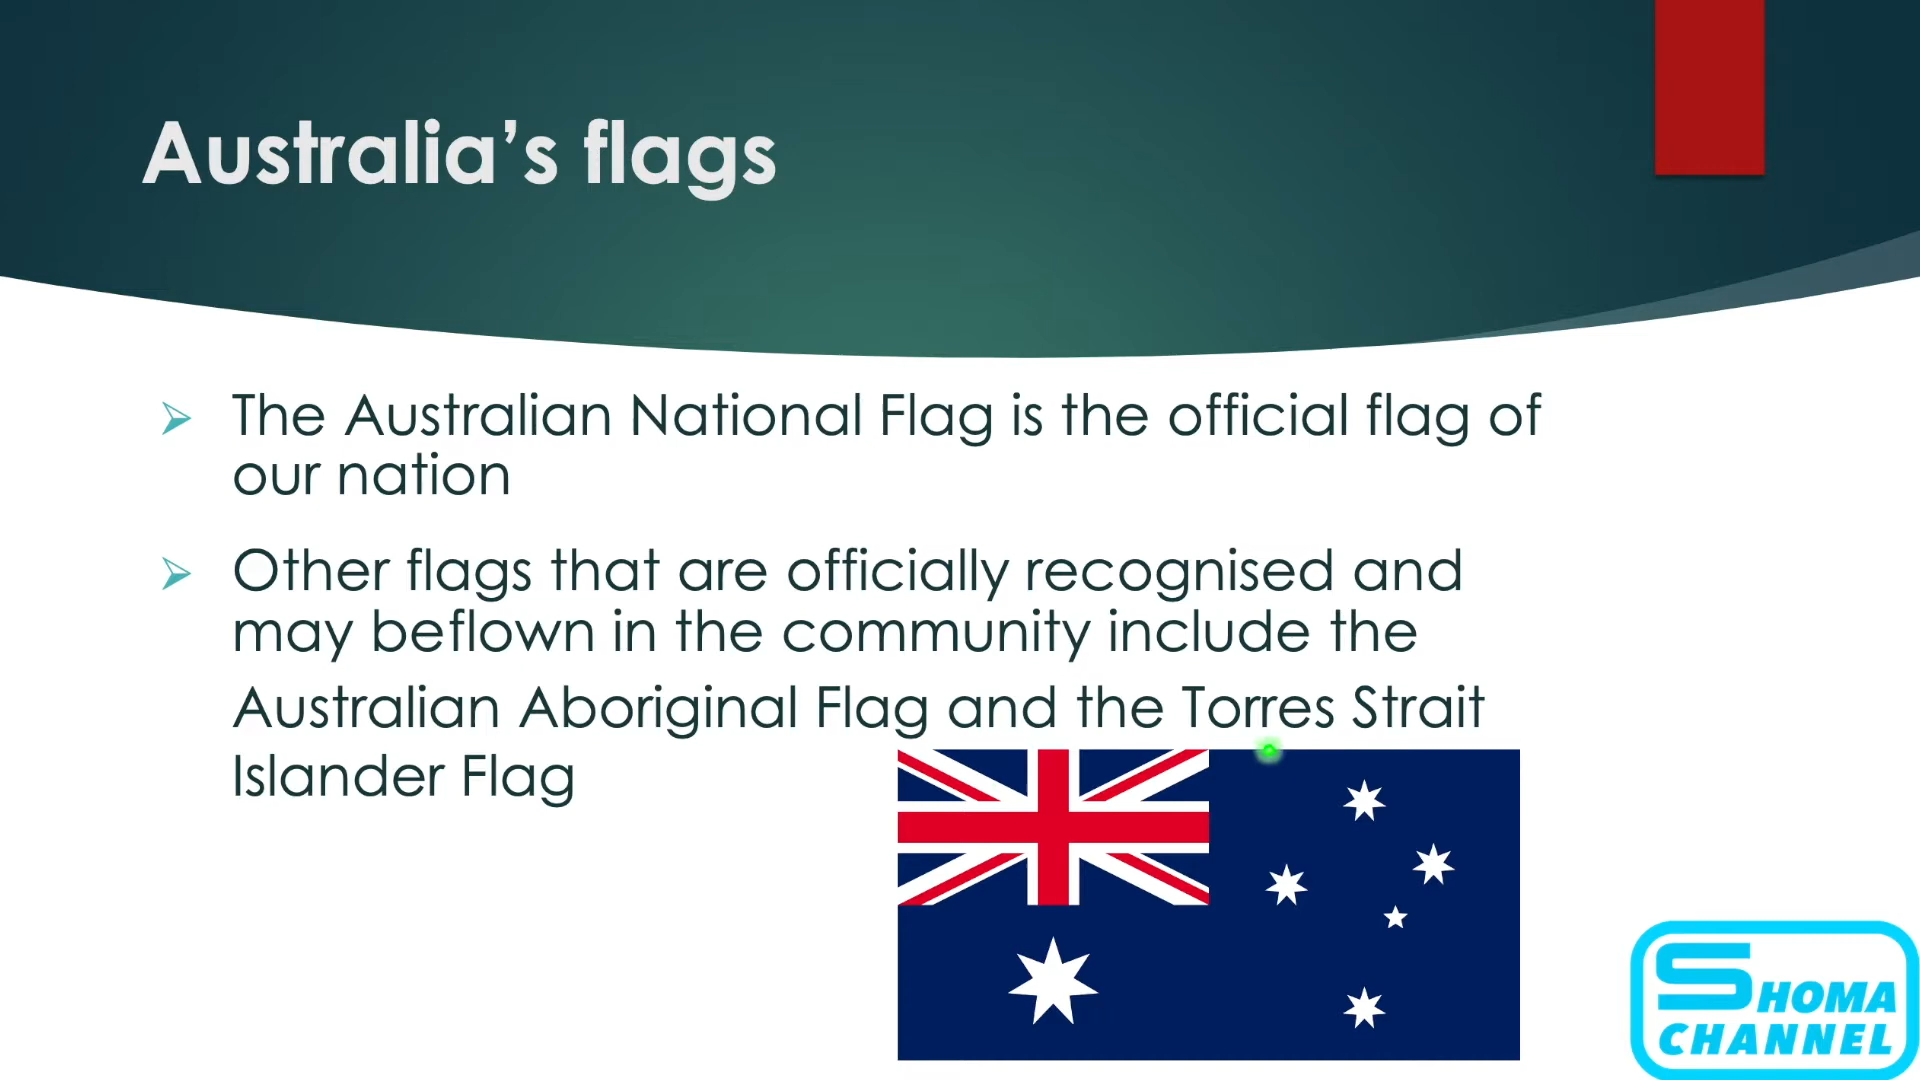 Australia’s flags
The Australian National Flag is the official flag of
our nation
Other flags that are officially recognised and
may beflown in the community include the
Australian Aboriginal Flag and the Torres Strait
Islander Flag
SHOMA
CHANNEL